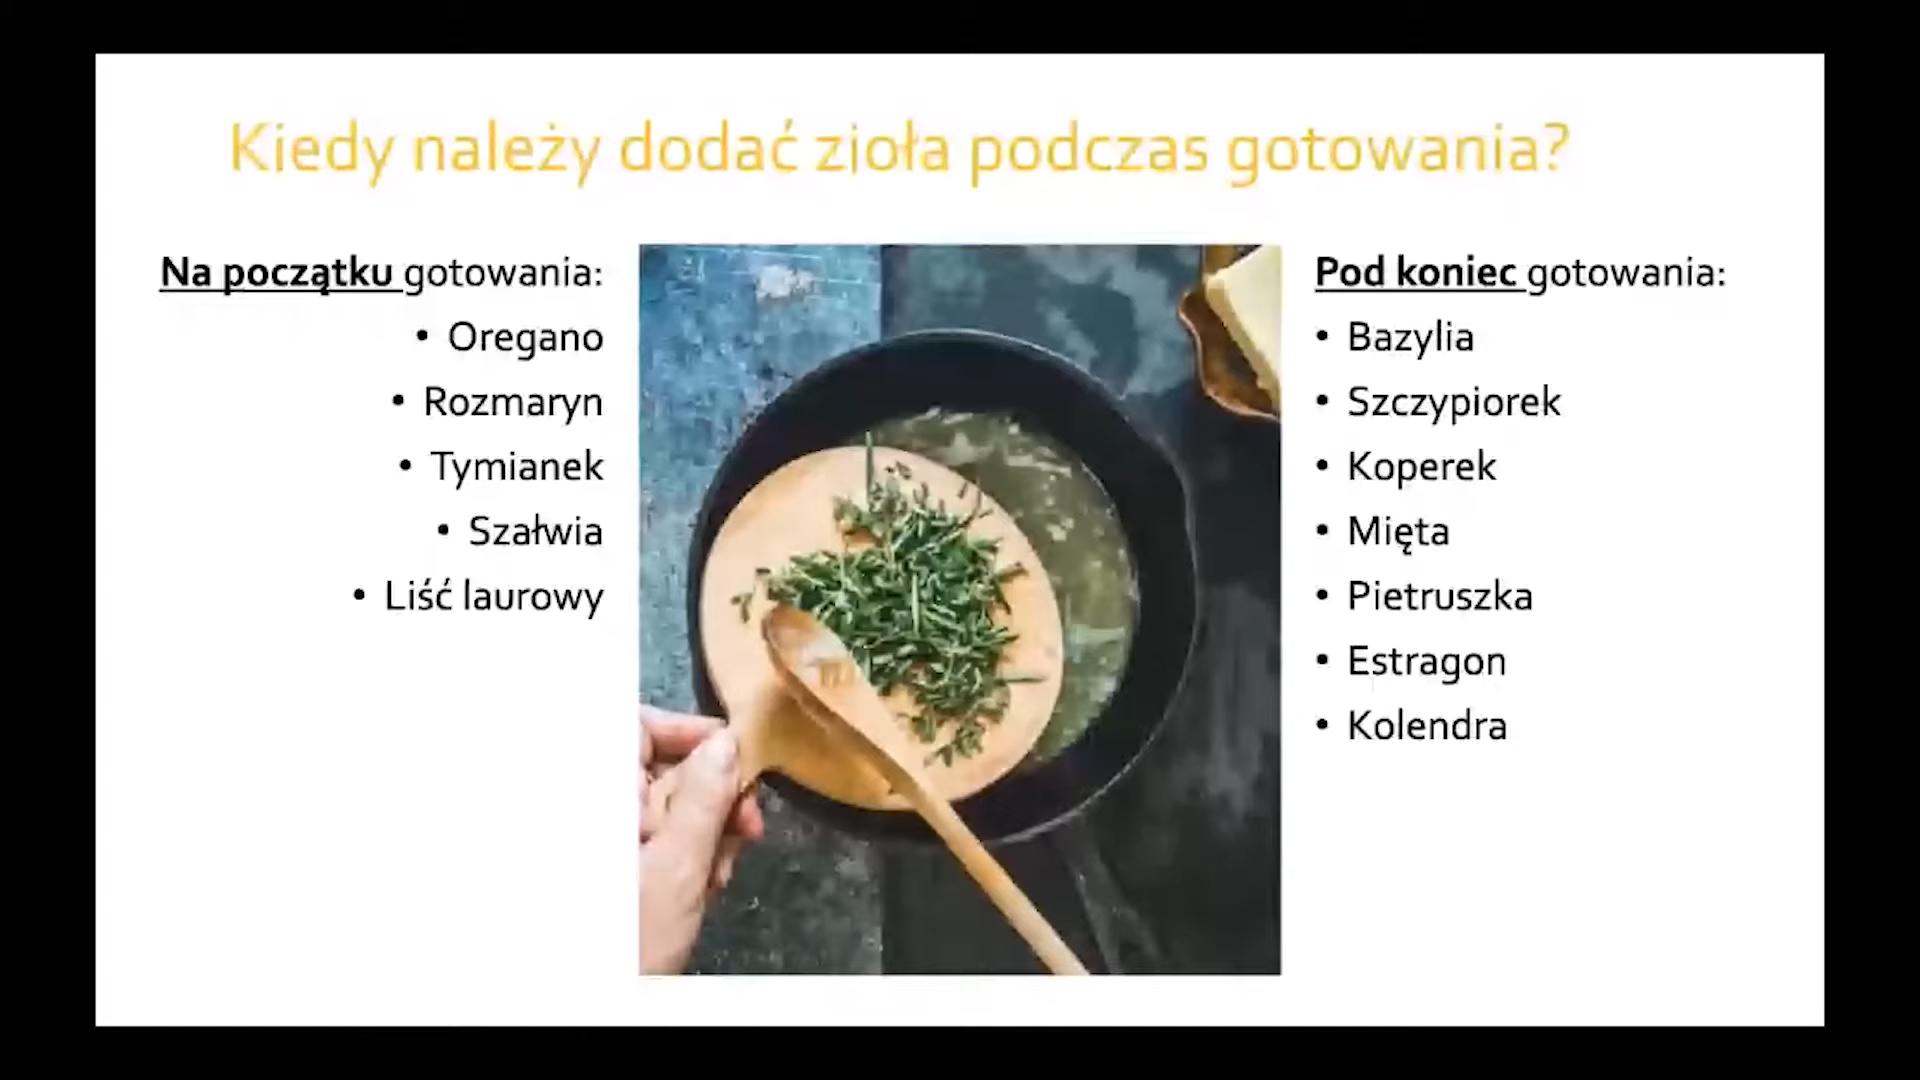 Kiedy należy dodać zioła podczas gotowania?
Na początku gotowania:
• Oregano
• Rozmaryn
• Tymianek
• Szałwia
• Liść laurowy
Pod koniec gotowania:
• Bazylia
• Szczypiorek
• Koperek
• Mięta
• Pietruszka
• Estragon
• Kolendra